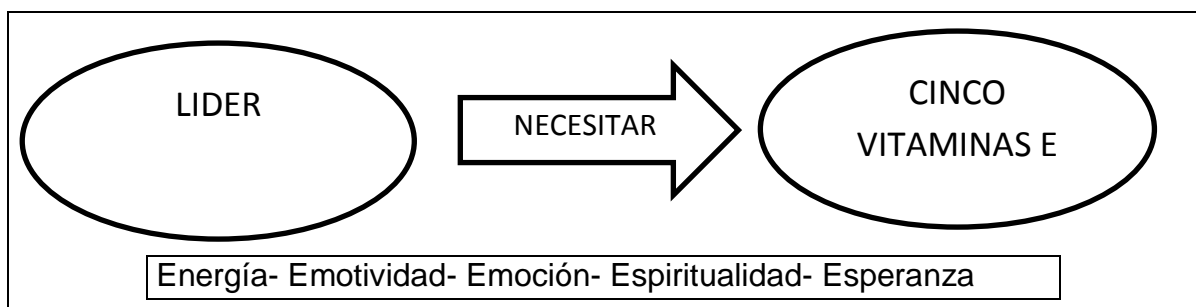 LIDER
NECESITAR
CINCO
VITAMINAS E
Energía- Emotividad- Emoción- Espiritualidad- Esperanza